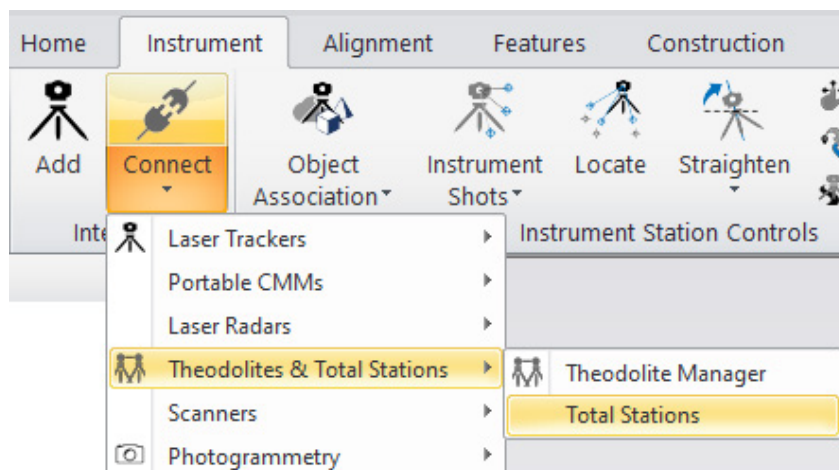 Home Instrument Alignment Features Construction
Add Connect Object Association Instrument Shots Locate Straighten
Instrument Station Controls
Laser Trackers
Portable CMMs
Laser Radars
Theodolites & Total Stations
Theodolite Manager
Scanners
Total Stations
Photogrammetry